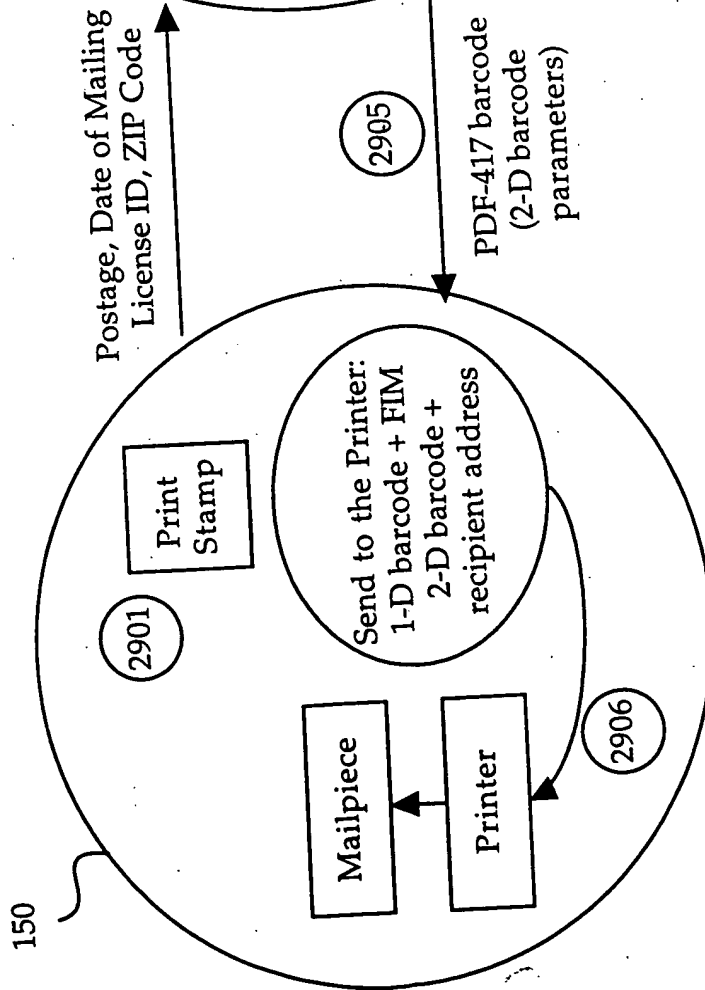 150
Postage, Date of Mailing
License ID, ZIP Code
2901
Print
Stamp
2905
PDF-417 barcode
(2-D barcode
parameters)
Send to the Printer:
1-D barcode + FIM
2-D barcode +
recipient address
Mailpiece
Printer
2906